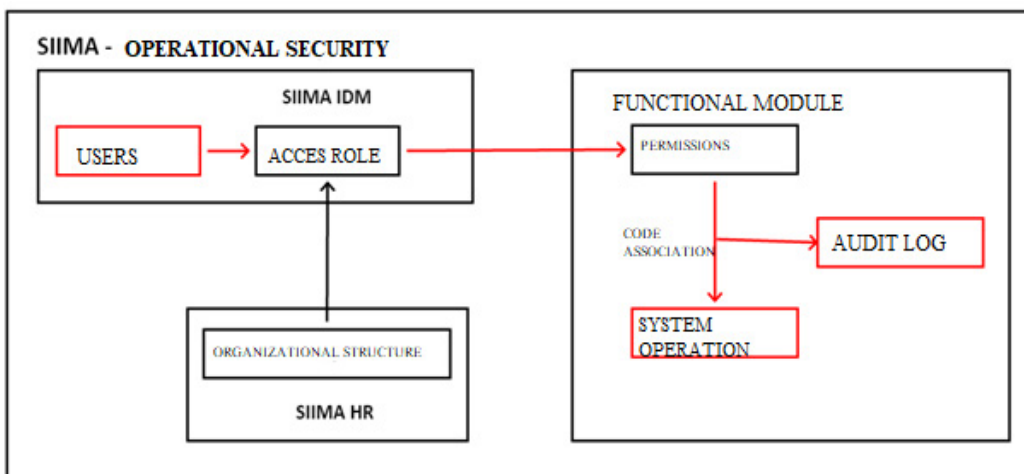 SIIMA - OPERATIONAL SECURITY
SIIMA IDM
USERS
ACCES ROLE
ORGANIZATIONAL STRUCTURE
SIIMA HR
FUNCTIONAL MODULE
PERMISSIONS
CODE
ASSOCIATION
AUDIT LOG
SYSTEM
OPERATION